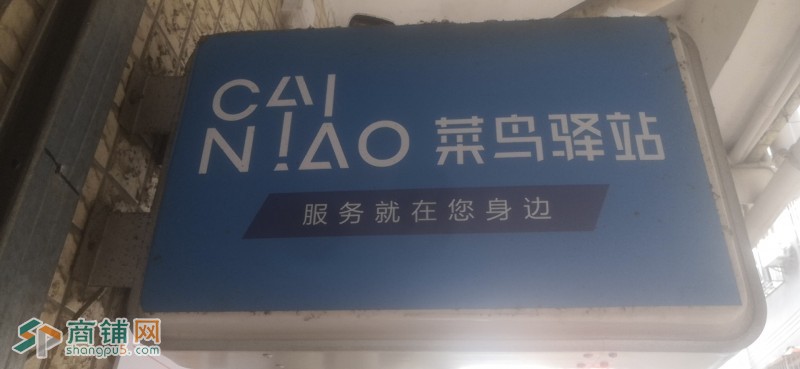 CAI
NIAO 菜鸟驿站
服务就在您身边
商铺网
shangpu5.com